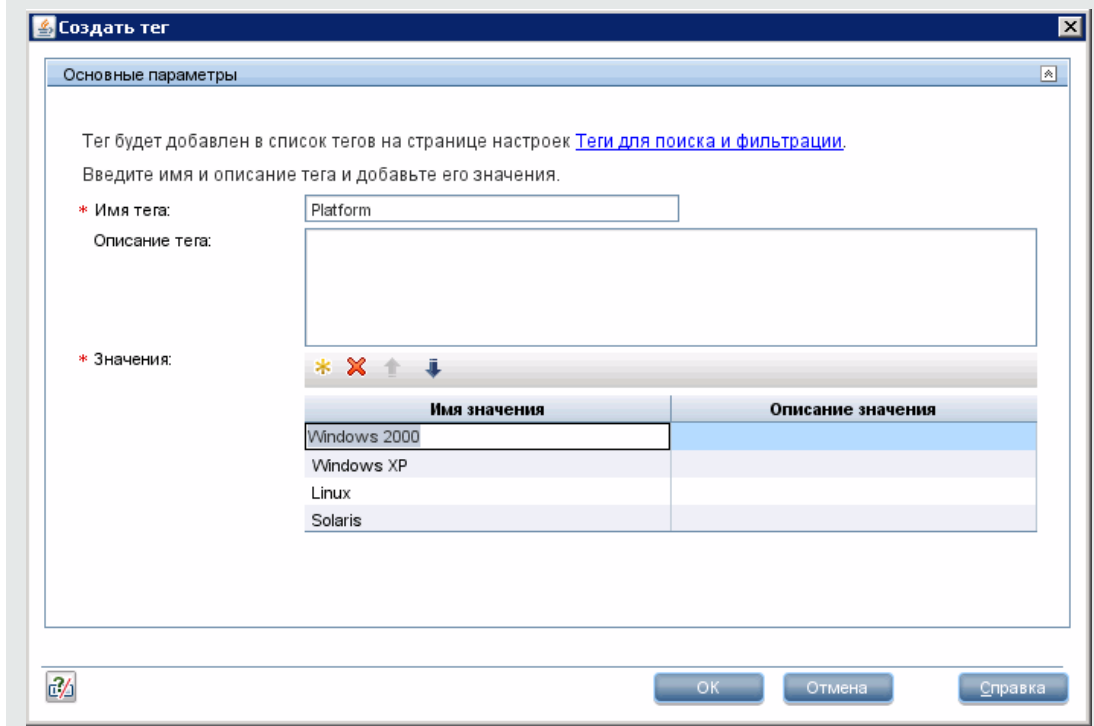 Создать тег
Основные параметры
Тег будет добавлен в список тегов на странице настроек Теги для поиска и фильтрации.
Введите имя и описание тега и добавьте его значения.
* Имя тега: Platform
Описание тега:
* Значения:
Имя значения Описание значения
Windows 2000
Windows XP
Linux
Solaris
OK Отмена Справка